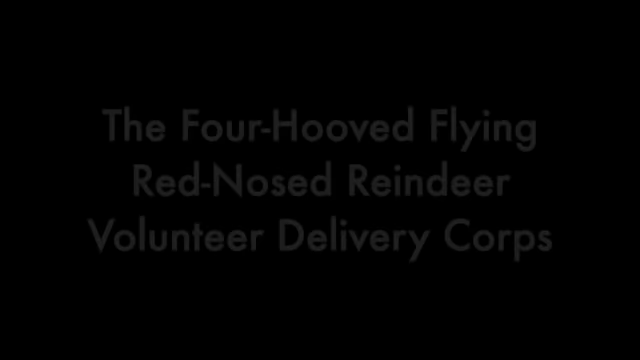 The Four-Hooved Flying
Red-Nosed Reindeer
Volunteer Delivery Corps